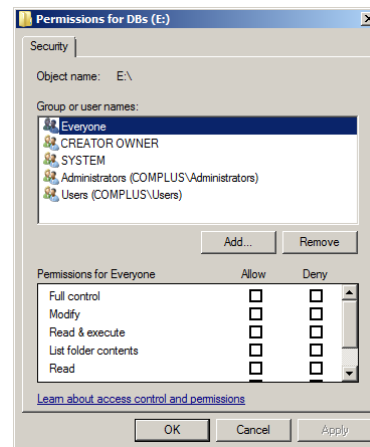 Permissions for DBs (E:)
Security
Object name: E:\
Group or user names:
Everyone
CREATOR OWNER
SYSTEM
Administrators (COMPLUS\Administrators)
Users (COMPLUS\Users)
Add... Remove
Permissions for Everyone Allow Deny
Full control
Modify
Read & execute
List folder contents
Read
Learn about access control and permissions
OK Cancel Apply